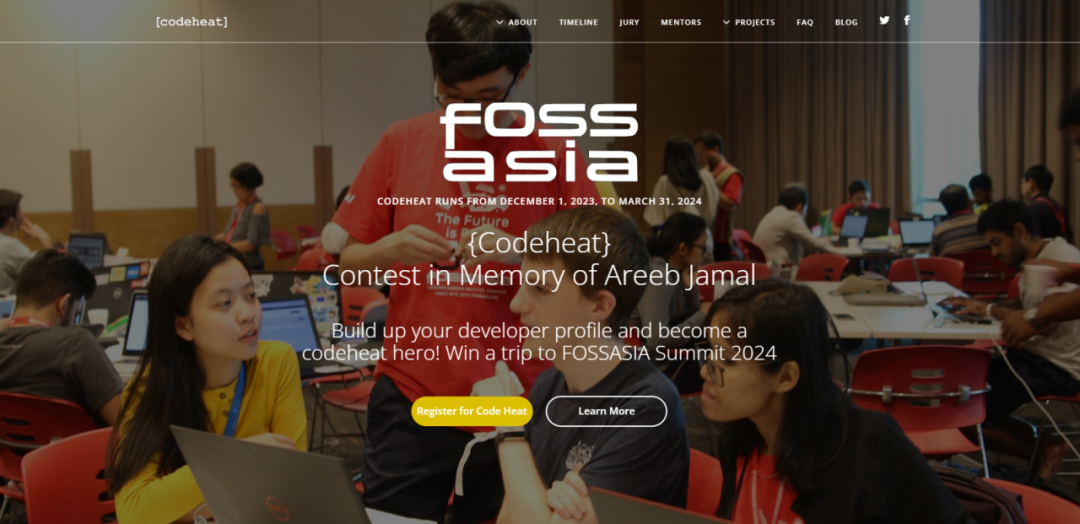 [codeheat]
ABOUT
TIMELINE
JURY
MENTORS
PROJECTS
FAQ
BLOG
foss
asia
CODEHEAT RUNS FROM DECEMBER 1, 2023, TO MARCH 31, 2024
The Future
{Codeheat}
Contest in Memory of Areeb Jamal
Build up your developer profile and become a
codeheat hero! Win a trip to FOSSASIA Summit 2024
Register for Code Heat
Learn More